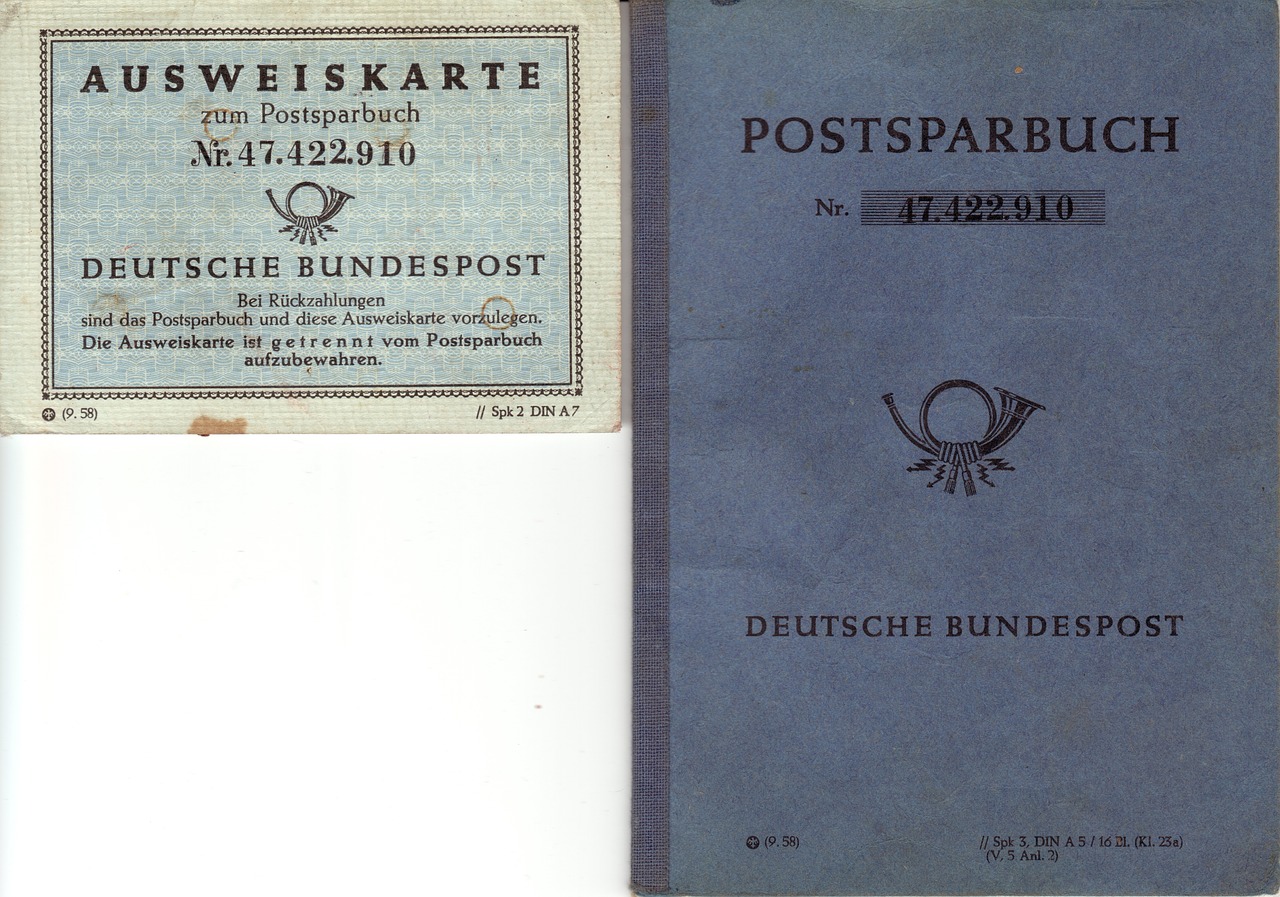 AUSWEISKARTE
zum Postsparbuch
Nr. 47.422.910
DEUTSCHE BUNDESPOST
Bei Rückzahlungen
sind das Postsparbuch und diese Ausweiskarte vorzulegen.
Die Ausweiskarte ist getrennt vom Postsparbuch
aufzubewahren.
(9. 58)
// Spk 2 DIN A 7
POSTSPARBUCH
Nr. 47.422.910
DEUTSCHE BUNDESPOST
(9. 58)
// Spk 3, DIN A 5 / 16 Bl. (Kl. 23a)
(V, 5 Anl. 2)